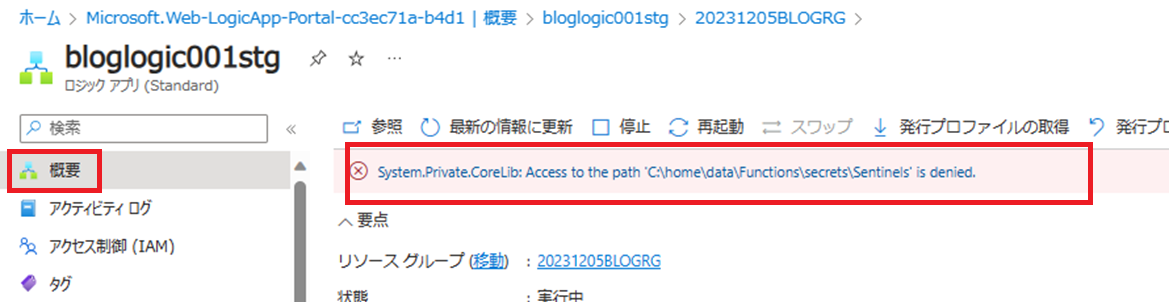 ホーム > Microsoft.Web-LogicApp-Portal-cc3ec71a-b4d1 | 概要 > bloglogic001stg > 20231205BLOGRG >
bloglogic001stg
ロジック アプリ (Standard)
検索
参照 最新の情報に更新 停止 再起動 スワップ 発行プロファイルの取得 発行プロ
概要
System.Private.CoreLib: Access to the path 'C:\home\data\Functions\secrets\Sentinels' is denied.
アクティビティ ログ
要点
アクセス制御 (IAM)
リソース グループ (移動) : 20231205BLOGRG
タグ
状態 : 実行中